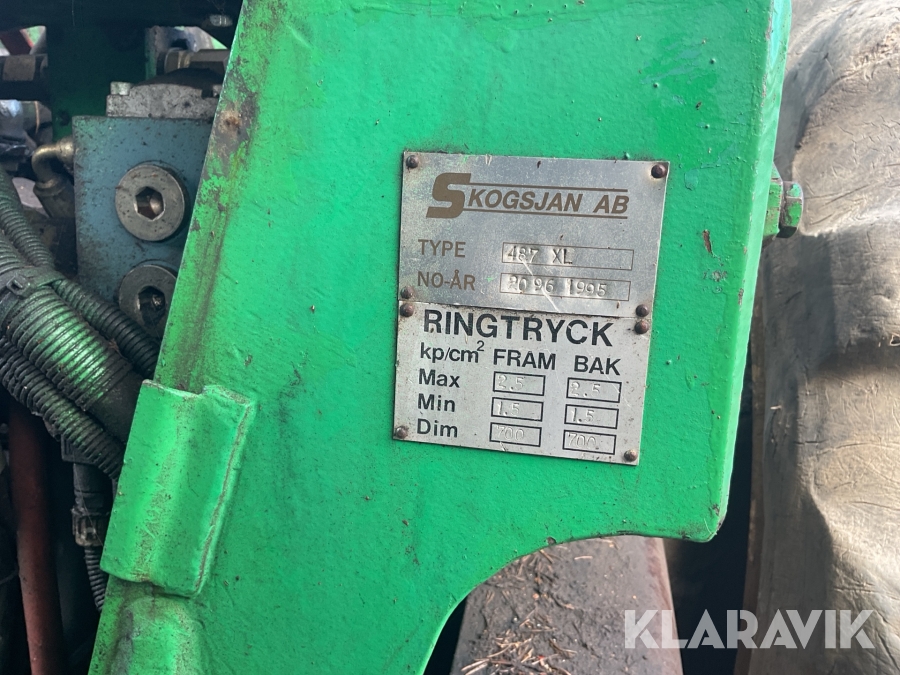 SKOGSJAN AB
TYPE 487 XL
NO-ÅR 2096 1995
RINGTRYCK
kp/cm² FRAM BAK
Max 2.5 2.5
Min 1.5 1.5
Dim 700 700
KLARAVIK